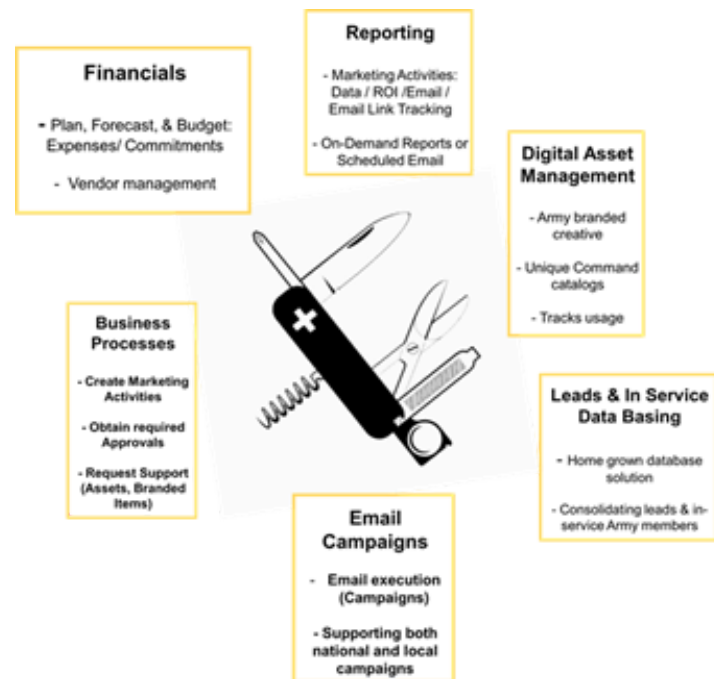 Financials
- Plan, Forecast, & Budget:
Expenses/ Commitments
- Vendor management
Reporting
- Marketing Activities:
Data / ROI /Email /
Email Link Tracking
- On-Demand Reports or
Scheduled Email
Digital Asset
Management
- Army branded
creative
- Unique Command
catalogs
- Tracks usage
Business
Processes
- Create Marketing
Activities
- Obtain required
Approvals
- Request Support
(Assets, Branded
Items)
Leads & In Service
Data Basing
- Home grown database
solution
- Consolidating leads & in-
service Army members
Email
Campaigns
- Email execution
(Campaigns)
- Supporting both
national and local
campaigns